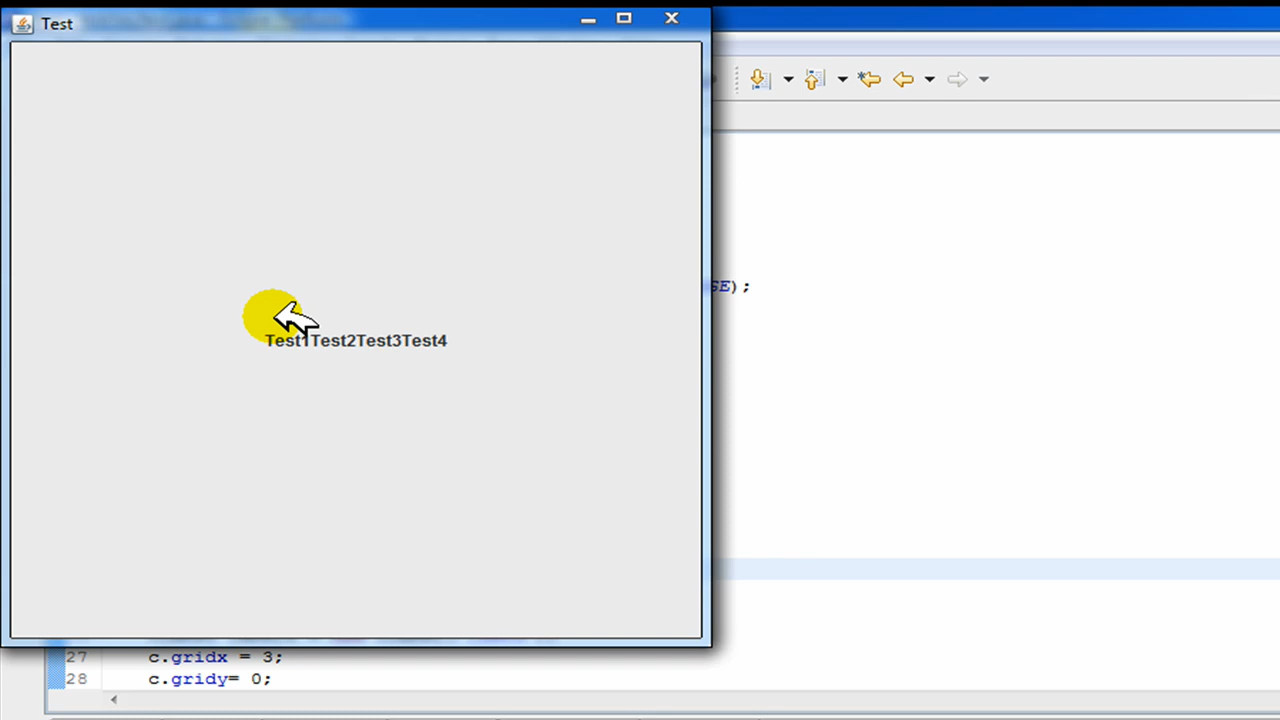 Test
SE);
Test1Test2Test3Test4
27 c.gridx = 3;
28 c.gridy= 0;